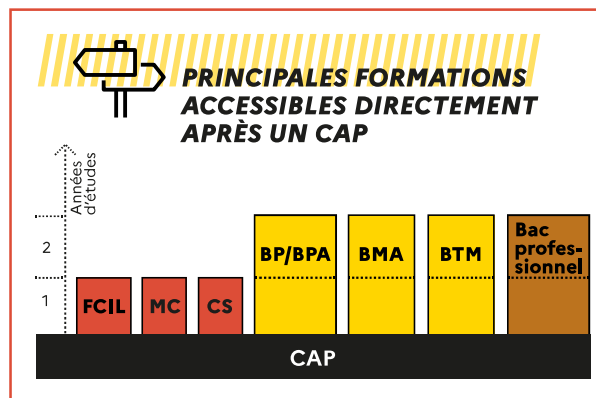 PRINCIPALES FORMATIONS
ACCESSIBLES DIRECTEMENT
APRÈS UN CAP
Années
d'études
2
1
FCIL
MC
CS
BP/BPA
BMA
BTM
Bac
profes-
sionnel
CAP